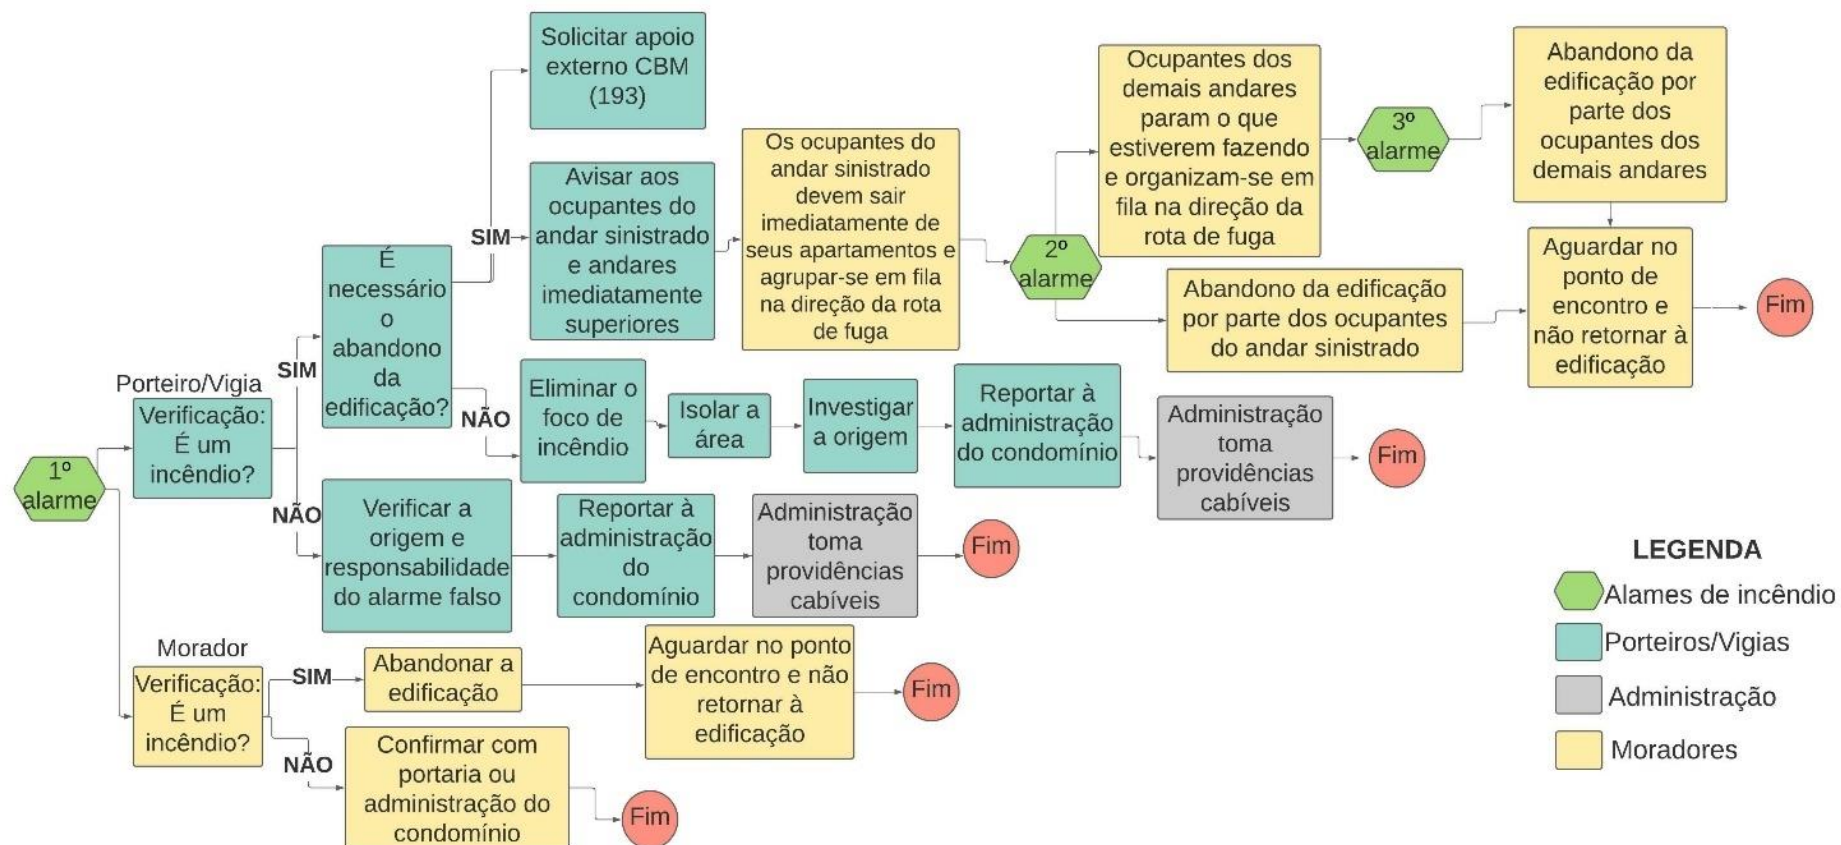 Solicitar apoio
externo CBM
(193)
SIM
Avisar aos
ocupantes do
andar sinistrado
e andares
imediatamente
superiores
Os ocupantes do
andar sinistrado
devem sair
imediatamente de
seus apartamentos e
agrupar-se em fila
na direção da rota
de fuga
2º
alarme
Ocupantes dos
demais andares
param o que
estiverem fazendo
e organizam-se em
fila na direção da
rota de fuga
3º
alarme
Abandono da
edificação por
parte dos
ocupantes dos
demais andares
Abandono da edificação
por parte dos ocupantes
do andar sinistrado
Aguardar no
ponto de
encontro e
não retornar à
edificação
Fim
É
necessário
o
abandono
da
edificação?
SIM
NÃO
Eliminar o
foco de
incêndio
Isolar a
área
Investigar
a origem
Reportar à
administração
do condomínio
Administração
toma
providências
cabíveis
Fim
Porteiro/Vigia
Verificação:
É um
incêndio?
1º
alarme
NÃO
Verificar a
origem e
responsabilidade
do alarme falso
Reportar à
administração
do
condomínio
Administração
toma
providências
cabíveis
Fim
Morador
Verificação:
É um
incêndio?
SIM
Abandonar a
edificação
Aguardar no ponto
de encontro e não
retornar à
edificação
Fim
NÃO
Confirmar com
portaria ou
administração do
condomínio
Fim
LEGENDA
Alames de incêndio
Porteiros/Vigias
Administração
Moradores